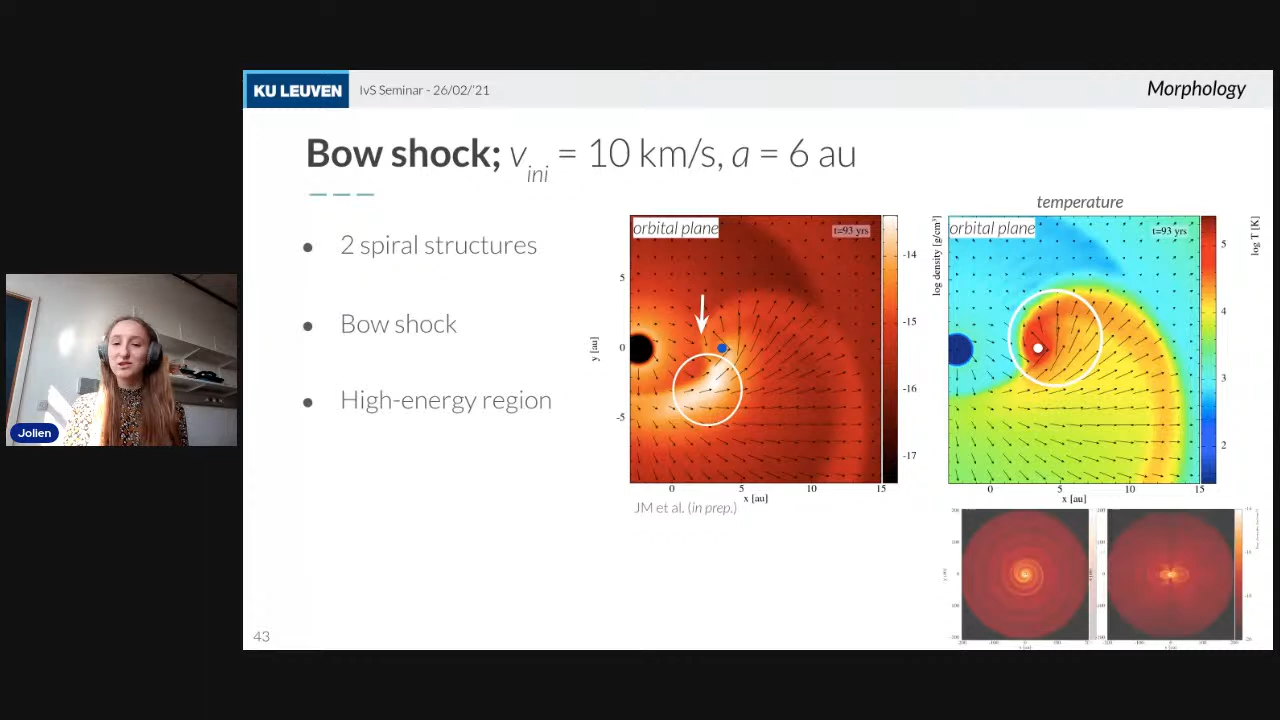 KU LEUVEN
IvS Seminar - 26/02/'21
Morphology
Bow shock; v_ini = 10 km/s, a = 6 au
temperature
● 2 spiral structures
● Bow shock
● High-energy region
orbital plane
t=93 yrs
y [au]
5
0
-5
0 5 10 15
x [au]
log density [g/cm³]
-14
-15
-16
-17
JM et al. (in prep.)
orbital plane
t=93 yrs
0 5 10 15
x [au]
log T [K]
5
4
3
2
43
Jolien